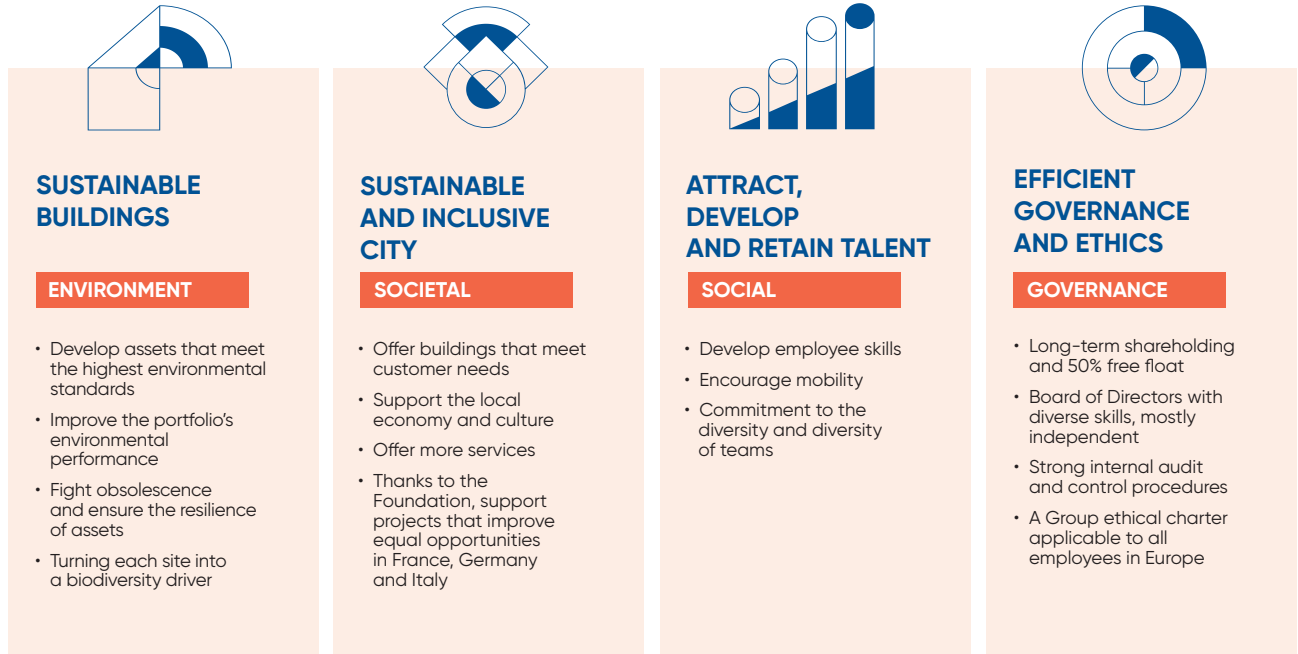 SUSTAINABLE
BUILDINGS
ENVIRONMENT
• Develop assets that meet
the highest environmental
standards
• Improve the portfolio's
environmental
performance
• Fight obsolescence
and ensure the resilience
of assets
• Turning each site into
a biodiversity driver
SUSTAINABLE
AND INCLUSIVE
CITY
SOCIETAL
• Offer buildings that meet
customer needs
• Support the local
economy and culture
• Offer more services
• Thanks to the
Foundation, support
projects that improve
equal opportunities
in France, Germany
and Italy
ATTRACT,
DEVELOP
AND RETAIN TALENT
SOCIAL
• Develop employee skills
• Encourage mobility
• Commitment to the
diversity and diversity
of teams
EFFICIENT
GOVERNANCE
AND ETHICS
GOVERNANCE
• Long-term shareholding
and 50% free float
• Board of Directors with
diverse skills, mostly
independent
• Strong internal audit
and control procedures
• A Group ethical charter
applicable to all
employees in Europe